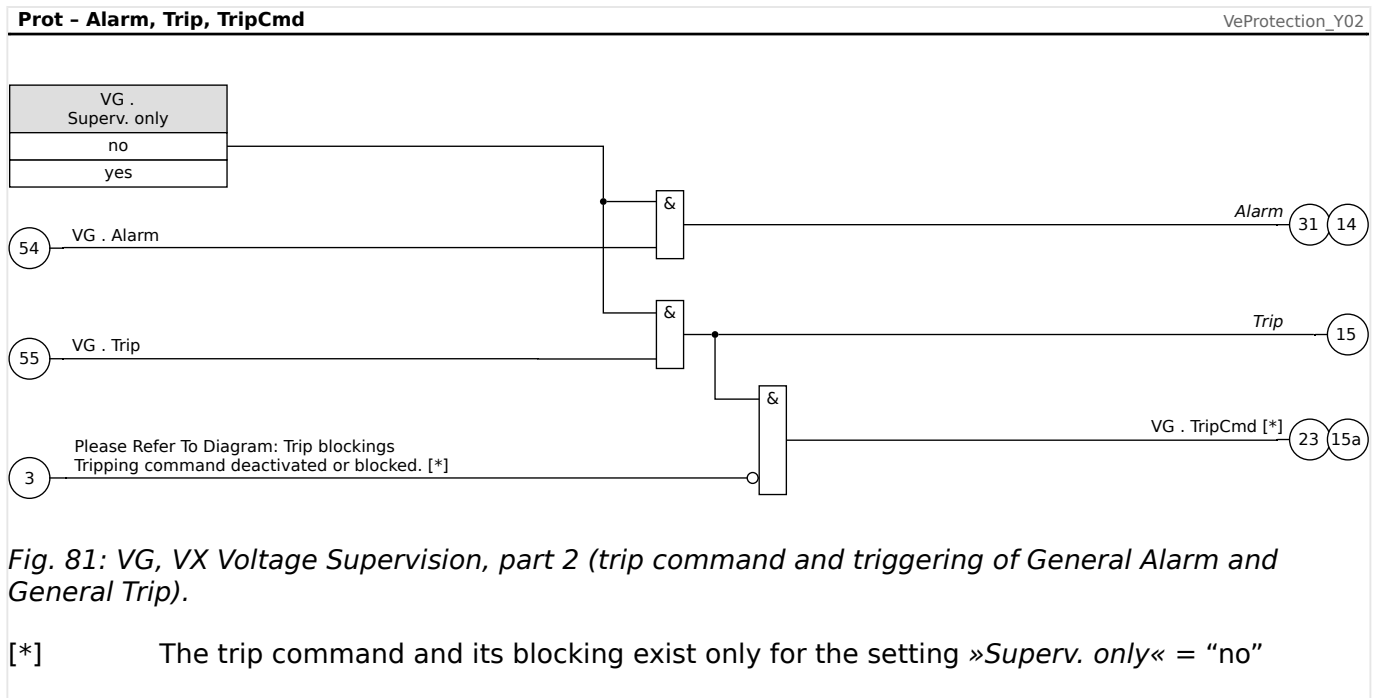 Prot – Alarm, Trip, TripCmd
VeProtection_Y02
VG .
Superv. only
no
yes
&
Alarm
31
14
54
VG . Alarm
&
Trip
15
55
VG . Trip
&
VG . TripCmd [*]
23
15a
Please Refer To Diagram: Trip blockings
Tripping command deactivated or blocked. [*]
3
Fig. 81: VG, VX Voltage Supervision, part 2 (trip command and triggering of General Alarm and
General Trip).
[*] The trip command and its blocking exist only for the setting »Superv. only« = “no”